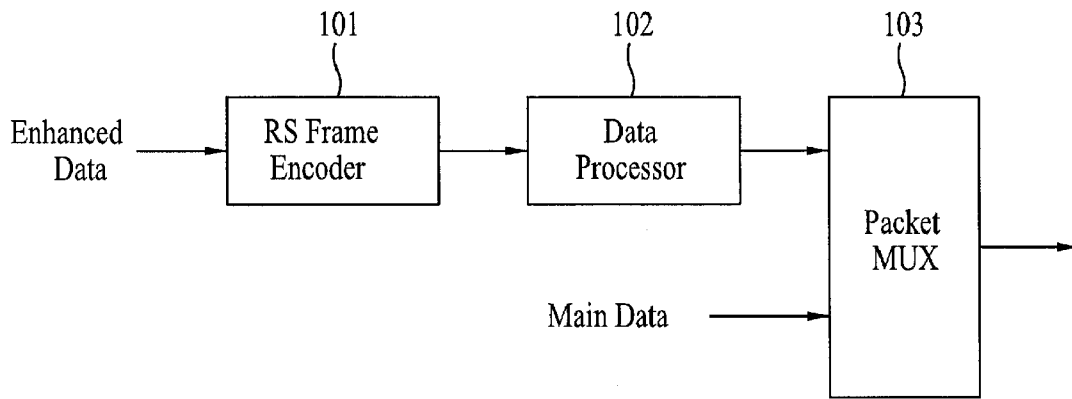 101
102
103
Enhanced
Data
RS Frame
Encoder
Data
Processor
Packet
MUX
Main Data